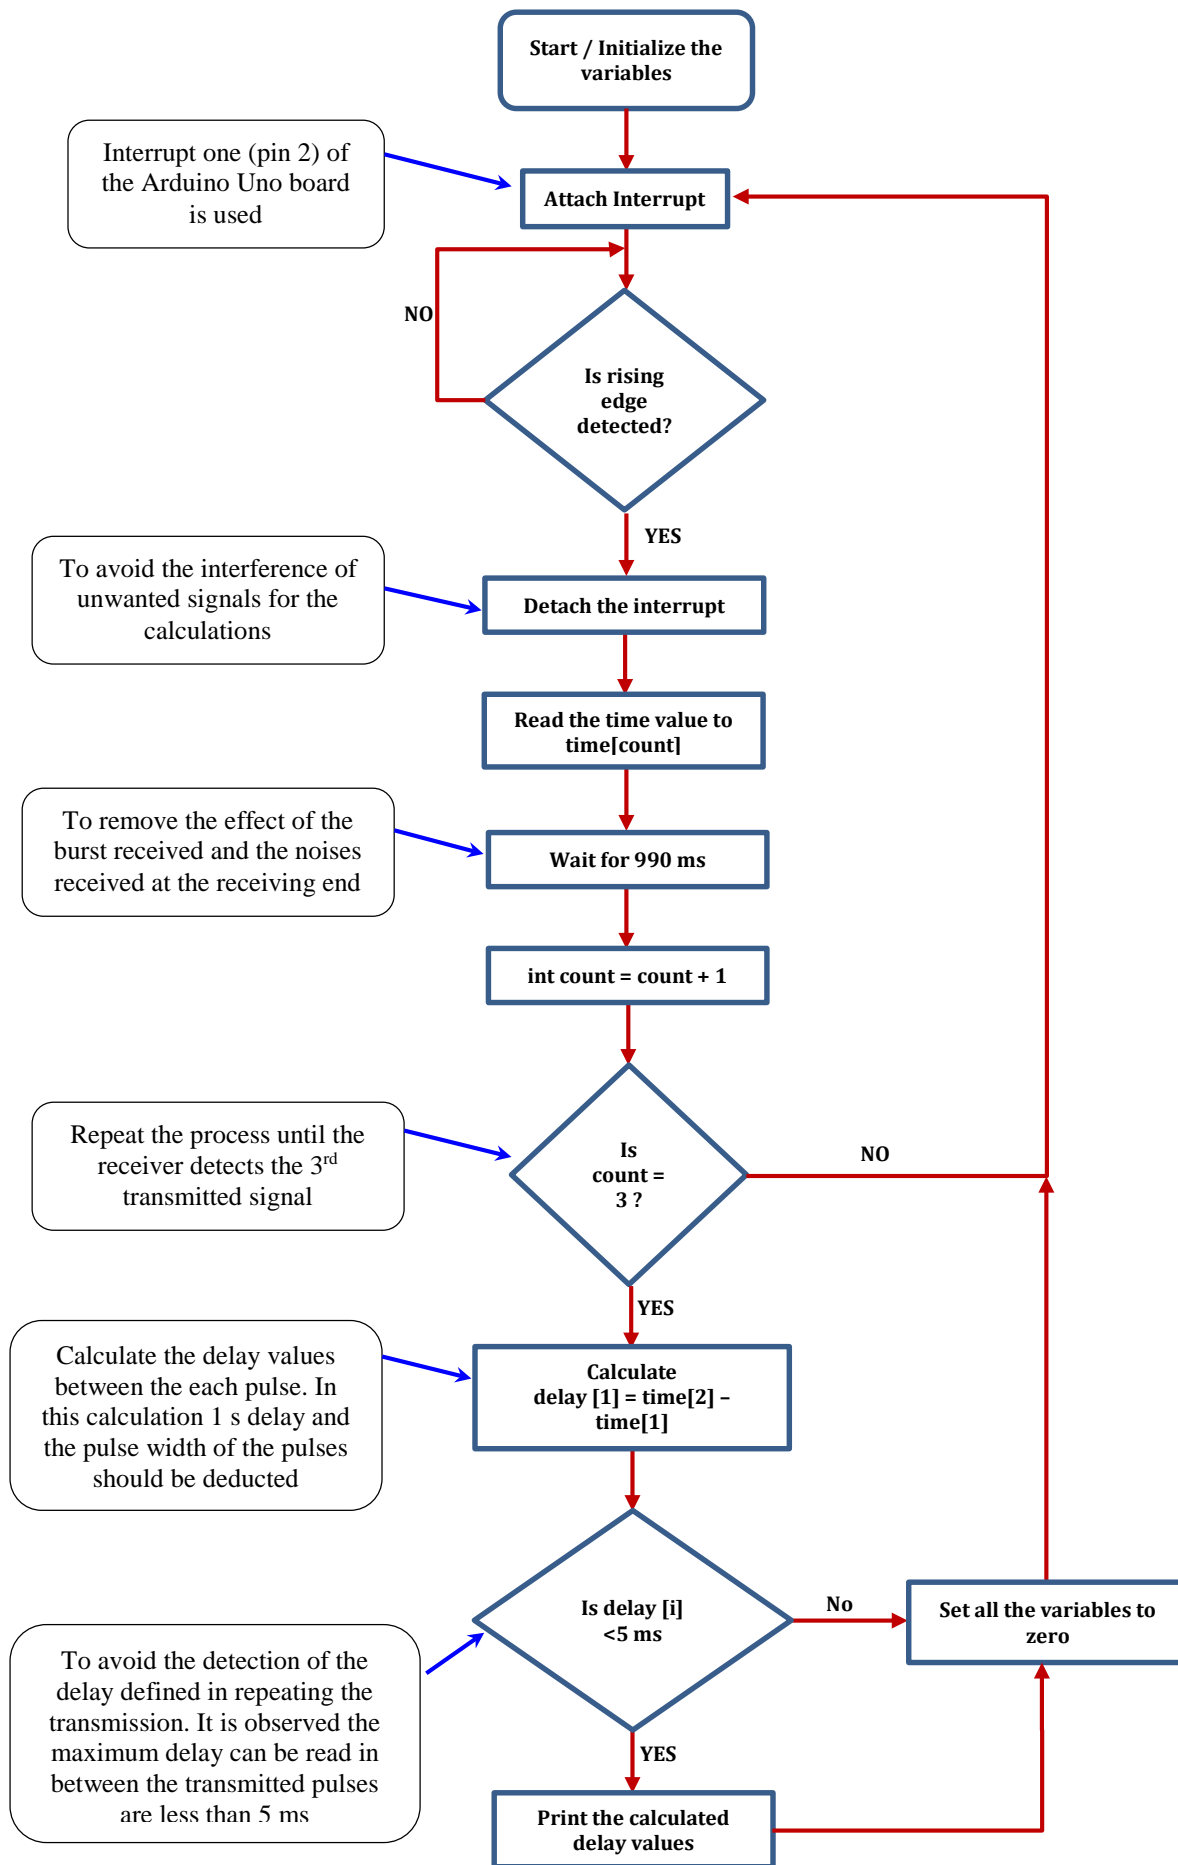 Start / Initialize the
variables
Interrupt one (pin 2) of
the Arduino Uno board
is used
Attach Interrupt
NO
Is rising
edge
detected?
YES
To avoid the interference of
unwanted signals for the
calculations
Detach the interrupt
Read the time value to
time[count]
To remove the effect of the
burst received and the noises
received at the receiving end
Wait for 990 ms
int count = count + 1
Repeat the process until the
receiver detects the 3rd
transmitted signal
Is
count =
3 ?
NO
YES
Calculate the delay values
between the each pulse. In
this calculation 1 s delay and
the pulse width of the pulses
should be deducted
Calculate
delay [1] = time[2] –
time[1]
Is delay [i]
<5 ms
No
Set all the variables to
zero
To avoid the detection of the
delay defined in repeating the
transmission. It is observed the
maximum delay can be read in
between the transmitted pulses
are less than 5 ms
YES
Print the calculated
delay values